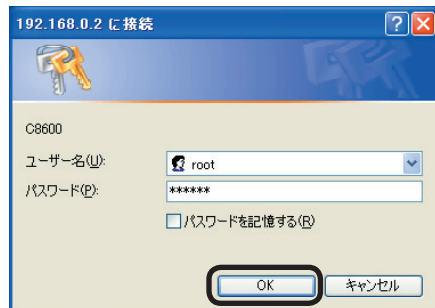 192.168.0.2 に接続
C8600
ユーザー名(U):
root
パスワード(P):
******
パスワードを記憶する(R)
OK
キャンセル